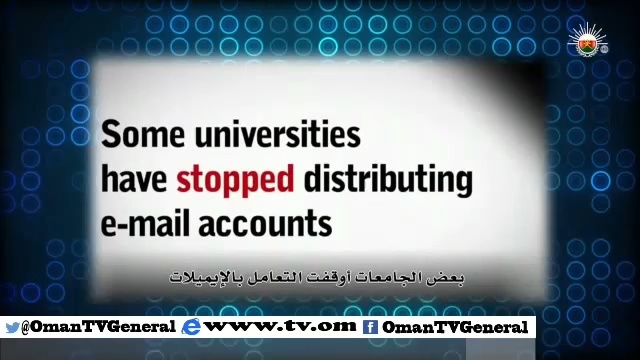 Some universities
have stopped distributing
e-mail accounts
بعض الجامعات أوقفت التعامل بالإيميلات
@OmanTVGeneral www.tv.om OmanTVGeneral